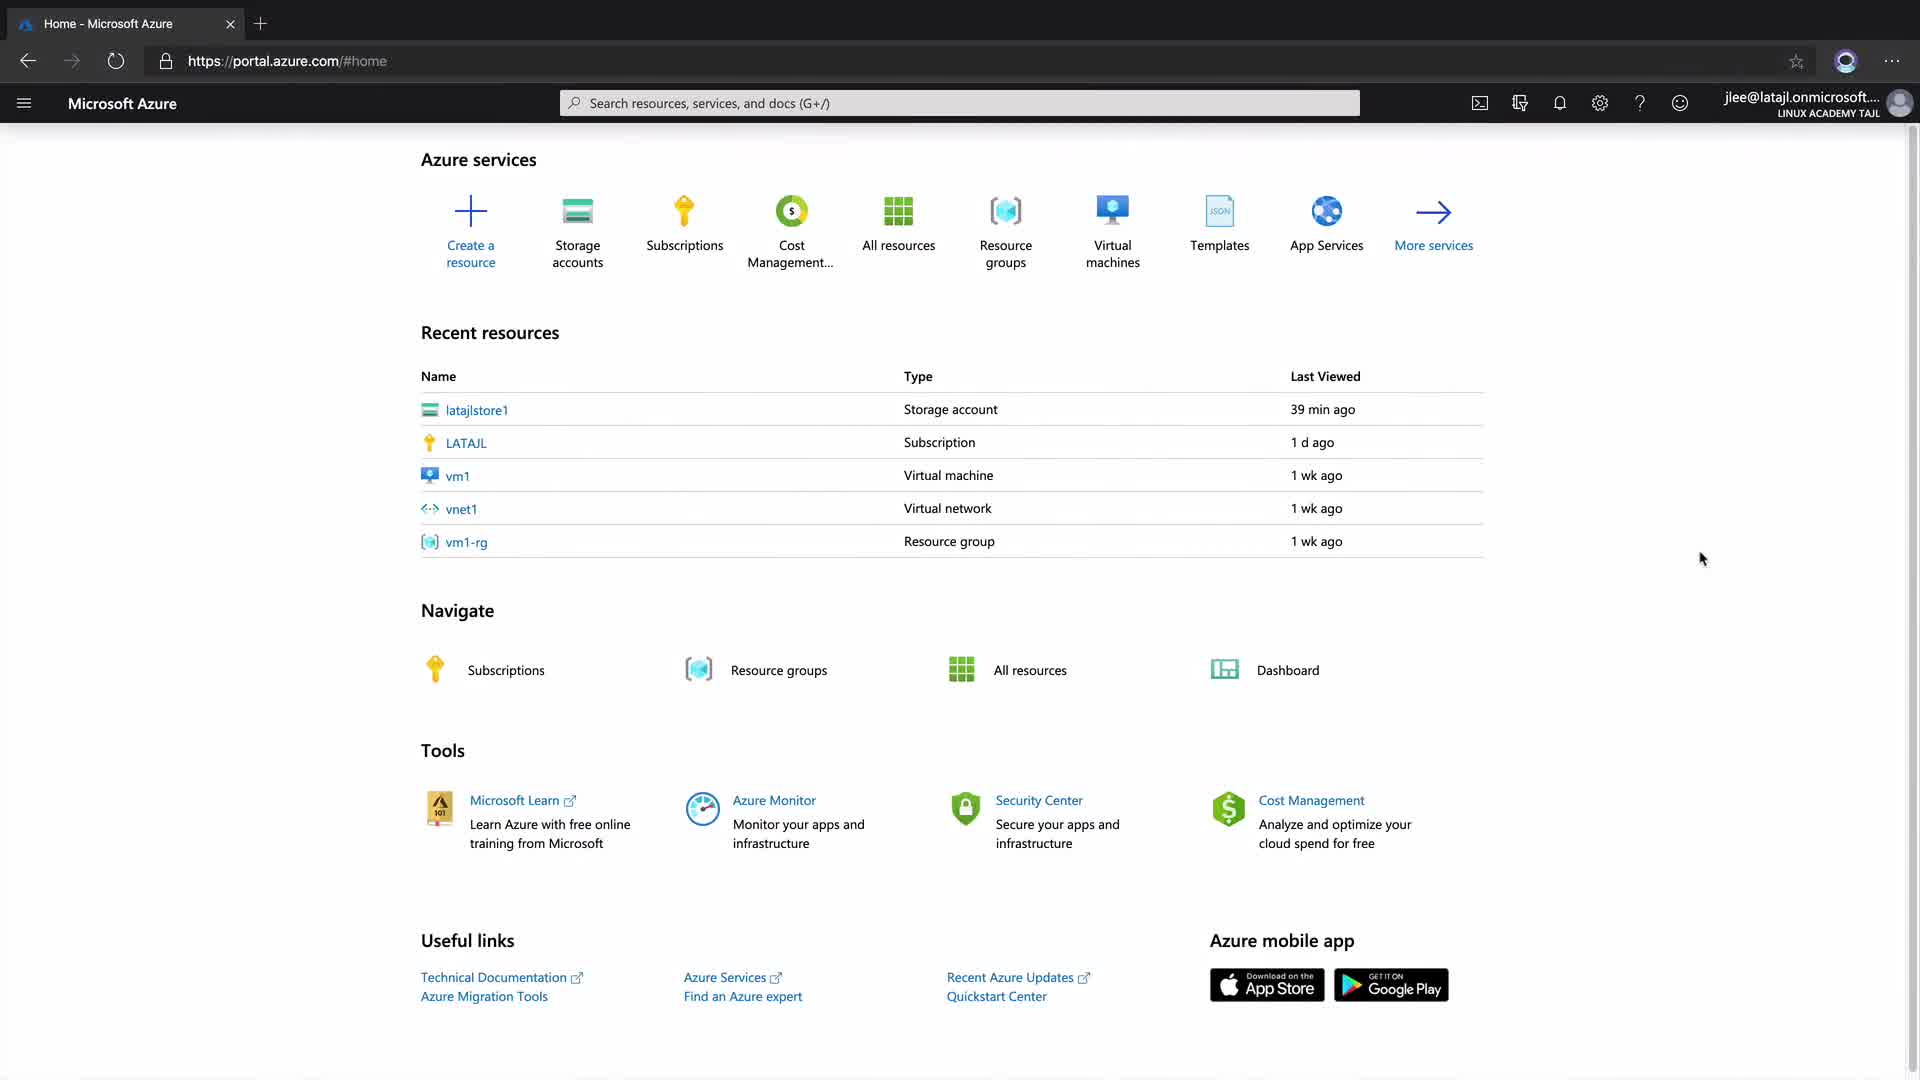 Home - Microsoft Azure
https://portal.azure.com/#home
Microsoft Azure
Search resources, services, and docs (G+/)
jlee@latajl.onmicrosoft....
LINUX ACADEMY TAJL
Azure services
Create a resource
Storage accounts
Subscriptions
$
Cost Management...
All resources
Resource groups
Virtual machines
JSON
Templates
App Services
More services
Recent resources
Name Type Last Viewed
latajlstore1 Storage account 39 min ago
LATAJL Subscription 1 d ago
vm1 Virtual machine 1 wk ago
vnet1 Virtual network 1 wk ago
vm1-rg Resource group 1 wk ago
Navigate
Subscriptions Resource groups All resources Dashboard
Tools
101
Microsoft Learn
Learn Azure with free online
training from Microsoft
Azure Monitor
Monitor your apps and
infrastructure
Security Center
Secure your apps and
infrastructure
$
Cost Management
Analyze and optimize your
cloud spend for free
Useful links
Technical Documentation
Azure Migration Tools
Azure Services
Find an Azure expert
Recent Azure Updates
Quickstart Center
Azure mobile app
Download on the
App Store
GET IT ON
Google Play